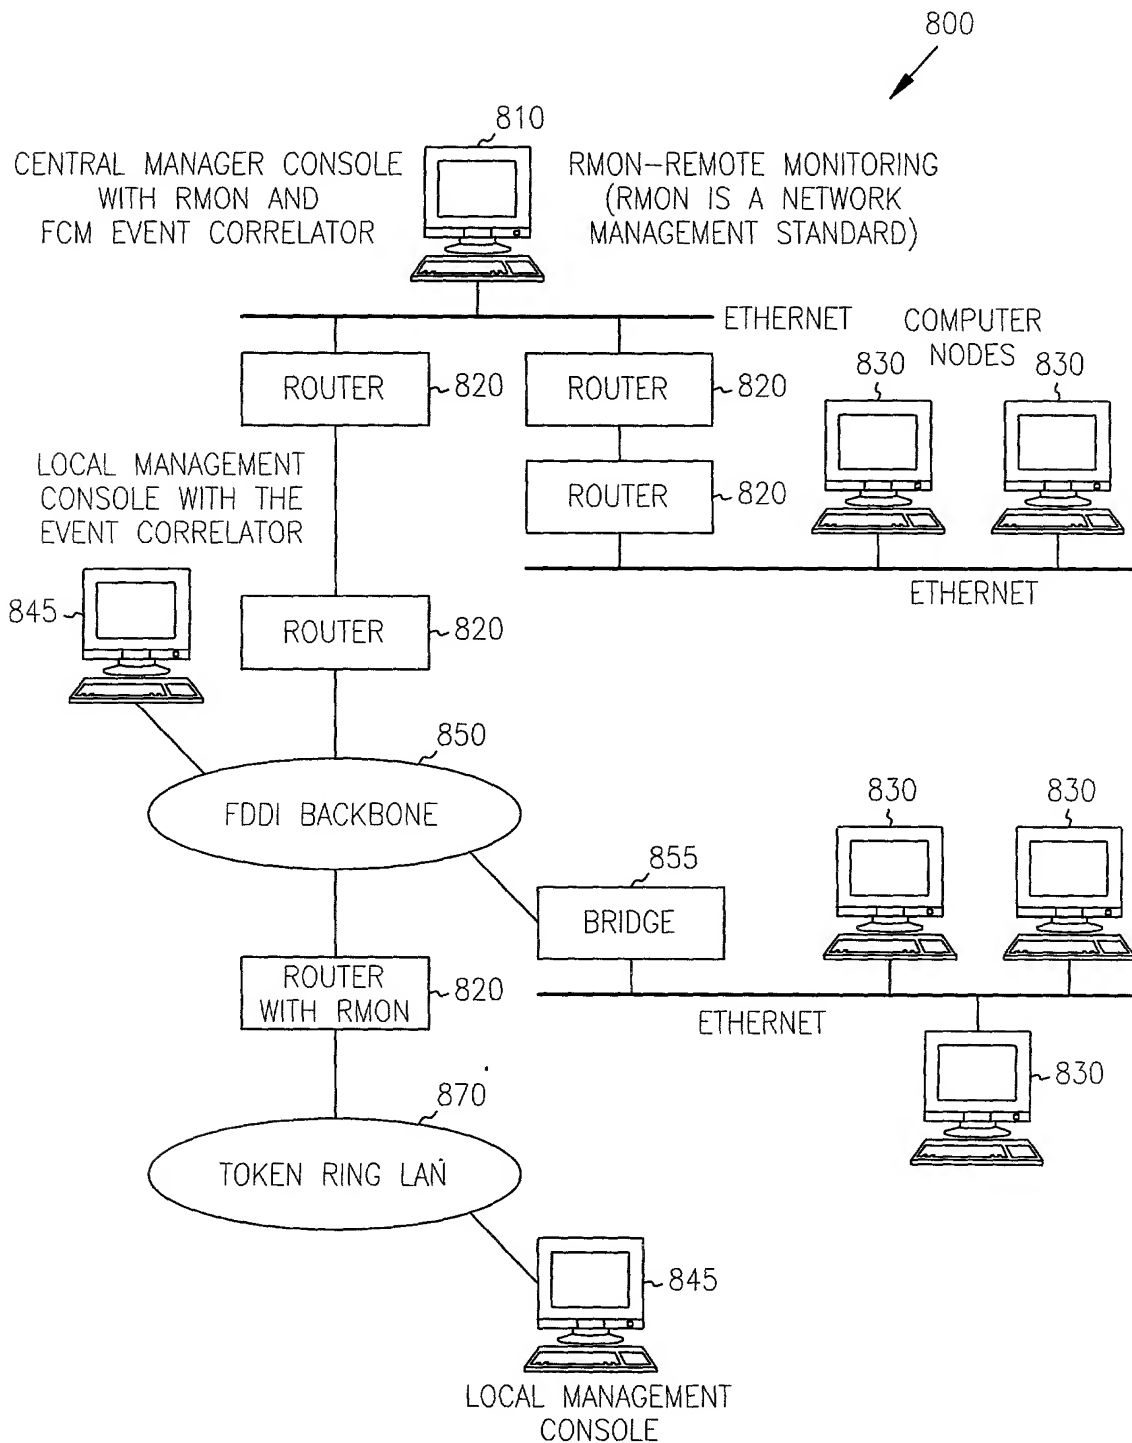 800
810
CENTRAL MANAGER CONSOLE
WITH RMON AND
FCM EVENT CORRELATOR
RMON-REMOTE MONITORING
(RMON IS A NETWORK
MANAGEMENT STANDARD)
ETHERNET
COMPUTER
NODES
ROUTER
820
ROUTER
820
830
830
LOCAL MANAGEMENT
CONSOLE WITH THE
EVENT CORRELATOR
ROUTER
820
ETHERNET
845
ROUTER
820
850
FDDI BACKBONE
830
830
855
BRIDGE
ROUTER
WITH RMON
820
ETHERNET
830
870
TOKEN RING LAN
845
LOCAL MANAGEMENT
CONSOLE